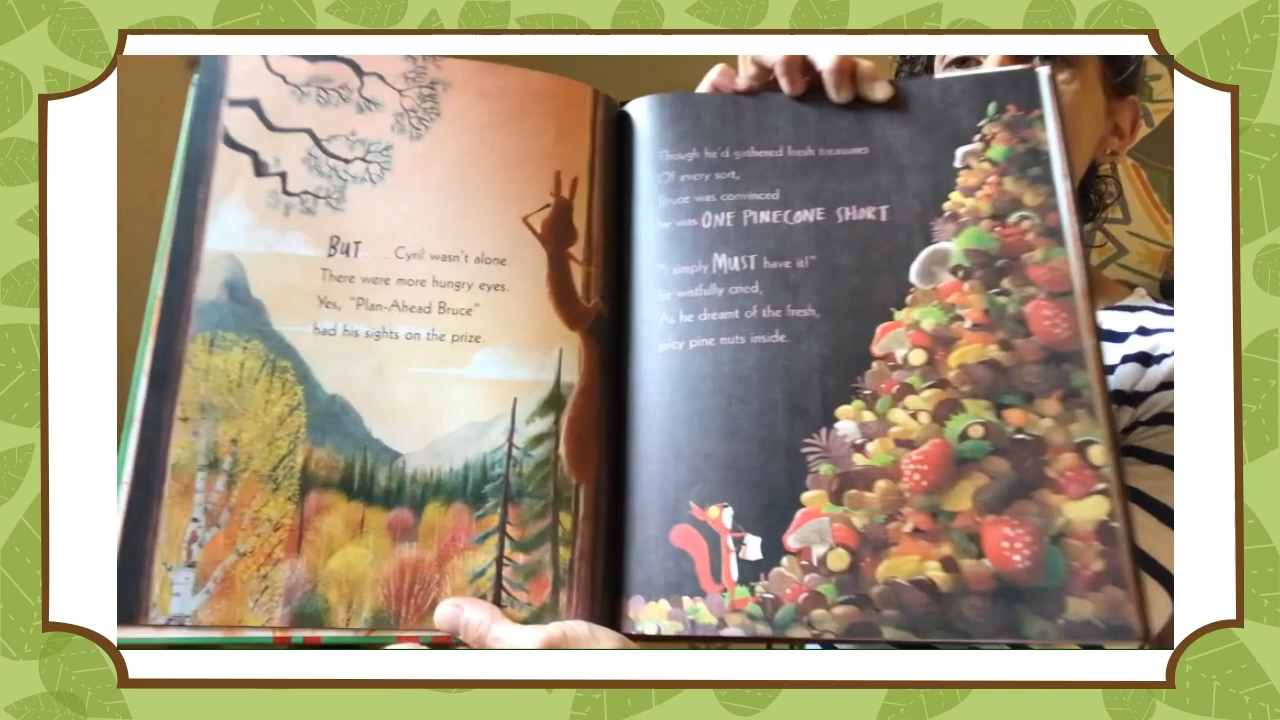 BUT... Cyril wasn't alone
There were more hungry eyes.
Yes, "Plan-Ahead Bruce"
had his sights on the prize.
Though he'd gathered fresh treasures
Of every sort,
Bruce was convinced
he was ONE PINECONE SHORT
"I simply MUST have it!"
he wistfully cried,
As he dreamt of the fresh,
juicy pine nuts inside.